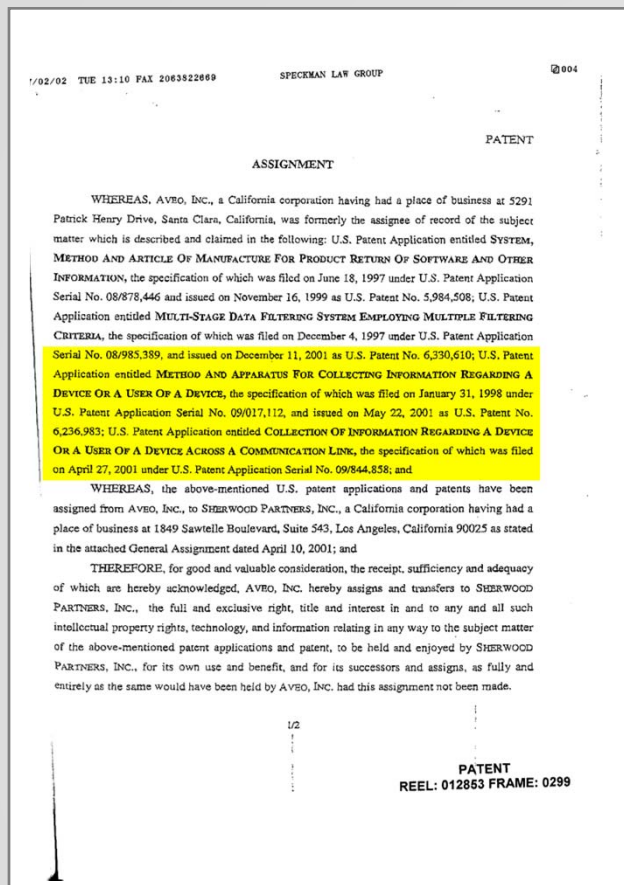 7/02/02 TUE 13:10 FAX 2063822669 SPECKMAN LAW GROUP 004
PATENT
ASSIGNMENT
WHEREAS, AVEO, INC., a California corporation having had a place of business at 5291
Patrick Henry Drive, Santa Clara, California, was formerly the assignee of record of the subject
matter which is described and claimed in the following: U.S. Patent Application entitled SYSTEM,
METHOD AND ARTICLE OF MANUFACTURE FOR PRODUCT RETURN OF SOFTWARE AND OTHER
INFORMATION, the specification of which was filed on June 18, 1997 under U.S. Patent Application
Serial No. 08/878,446 and issued on November 16, 1999 as U.S. Patent No. 5,984,508; U.S. Patent
Application entitled MULTI-STAGE DATA FILTERING SYSTEM EMPLOYING MULTIPLE FILTERING
CRITERIA, the specification of which was filed on December 4, 1997 under U.S. Patent Application
Serial No. 08/985,389, and issued on December 11, 2001 as U.S. Patent No. 6,330,610; U.S. Patent
Application entitled METHOD AND APPARATUS FOR COLLECTING INFORMATION REGARDING A
DEVICE OR A USER OF A DEVICE, the specification of which was filed on January 31, 1998 under
U.S. Patent Application Serial No. 09/017,112, and issued on May 22, 2001 as U.S. Patent No.
6,236,983; U.S. Patent Application entitled COLLECTION OF INFORMATION REGARDING A DEVICE
OR A USER OF A DEVICE ACROSS A COMMUNICATION LINK, the specification of which was filed
on April 27, 2001 under U.S. Patent Application Serial No. 09/844,858; and
WHEREAS, the above-mentioned U.S. patent applications and patents have been
assigned from AVEO, INC., to SHERWOOD PARTNERS, INC., a California corporation having had a
place of business at 1849 Sawtelle Boulevard, Suite 543, Los Angeles, California 90025 as stated
in the attached General Assignment dated April 10, 2001; and
THEREFORE, for good and valuable consideration, the receipt, sufficiency and adequacy
of which are hereby acknowledged, AVEO, INC. hereby assigns and transfers to SHERWOOD
PARTNERS, INC., the full and exclusive right, title and interest in and to any and all such
intellectual property rights, technology, and information relating in any way to the subject matter
of the above-mentioned patent applications and patent, to be held and enjoyed by SHERWOOD
PARTNERS, INC., for its own use and benefit, and for its successors and assigns, as fully and
entirely as the same would have been held by AVEO, INC. had this assignment not been made.
1/2
PATENT
REEL: 012853 FRAME: 0299